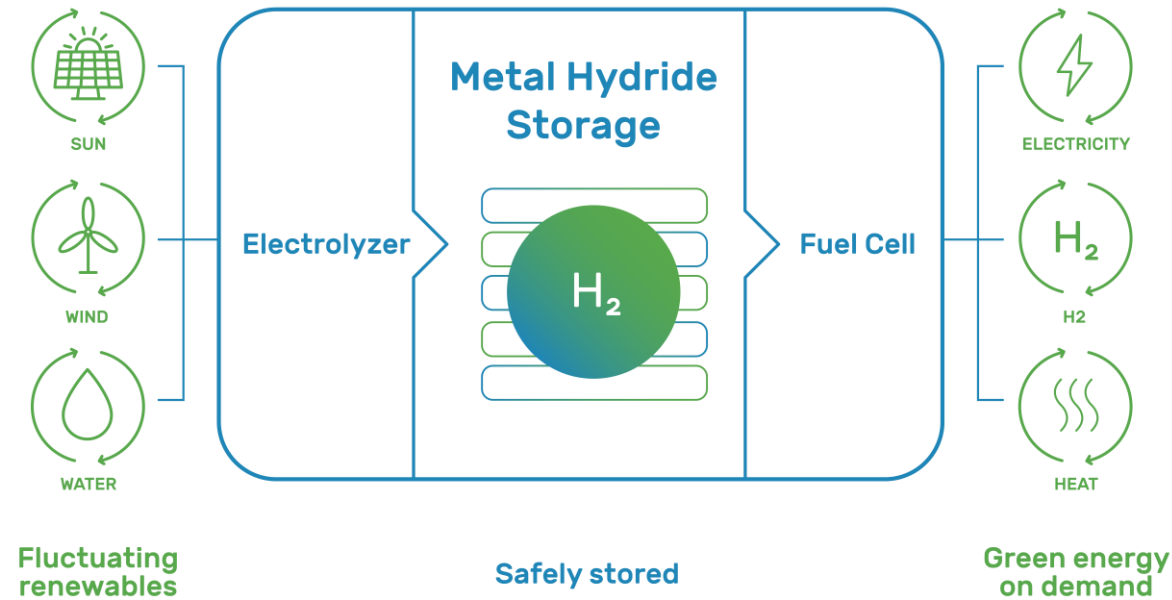 SUN
WIND
WATER
Fluctuating
renewables
Electrolyzer
Metal Hydride
Storage
H₂
Safely stored
Fuel Cell
ELECTRICITY
H₂
H2
HEAT
Green energy
on demand